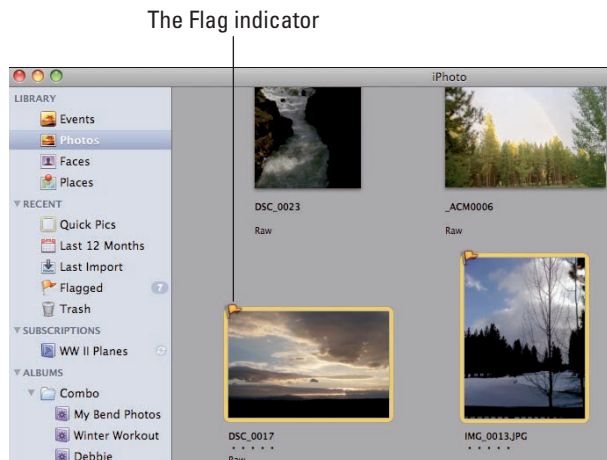 The Flag indicator
iPhoto
LIBRARY
Events
Photos
Faces
Places
RECENT
Quick Pics
Last 12 Months
Last Import
Flagged 7
Trash
SUBSCRIPTIONS
WW II Planes
ALBUMS
Combo
My Bend Photos
Winter Workout
Debbie
DSC_0023
Raw
_ACM0006
Raw
DSC_0017
Raw
IMG_0013.JPG